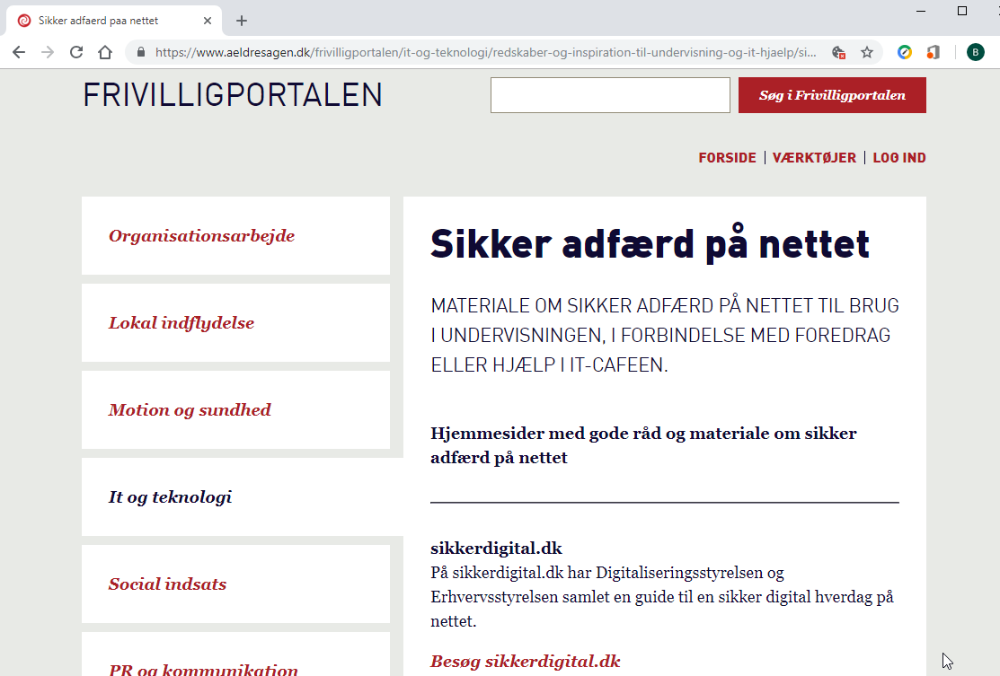 Sikker adfaerd paa nettet
https://www.aeldresagen.dk/frivilligportalen/it-og-teknologi/redskaber-og-inspiration-til-undervisning-og-it-hjaelp/si...
B
FRIVILLIGPORTALEN
Søg i Frivilligportalen
FORSIDE | VÆRKTØJER | LOG IND
Organisationsarbejde
Lokal indflydelse
Motion og sundhed
It og teknologi
Social indsats
PR og kommunikation
Sikker adfærd på nettet
MATERIALE OM SIKKER ADFÆRD PÅ NETTET TIL BRUG
I UNDERVISNINGEN, I FORBINDELSE MED FOREDRAG
ELLER HJÆLP I IT-CAFEEN.
Hjemmesider med gode råd og materiale om sikker
adfærd på nettet
sikkerdigital.dk
På sikkerdigital.dk har Digitaliseringsstyrelsen og
Erhvervsstyrelsen samlet en guide til en sikker digital hverdag på
nettet.
Besøg sikkerdigital.dk